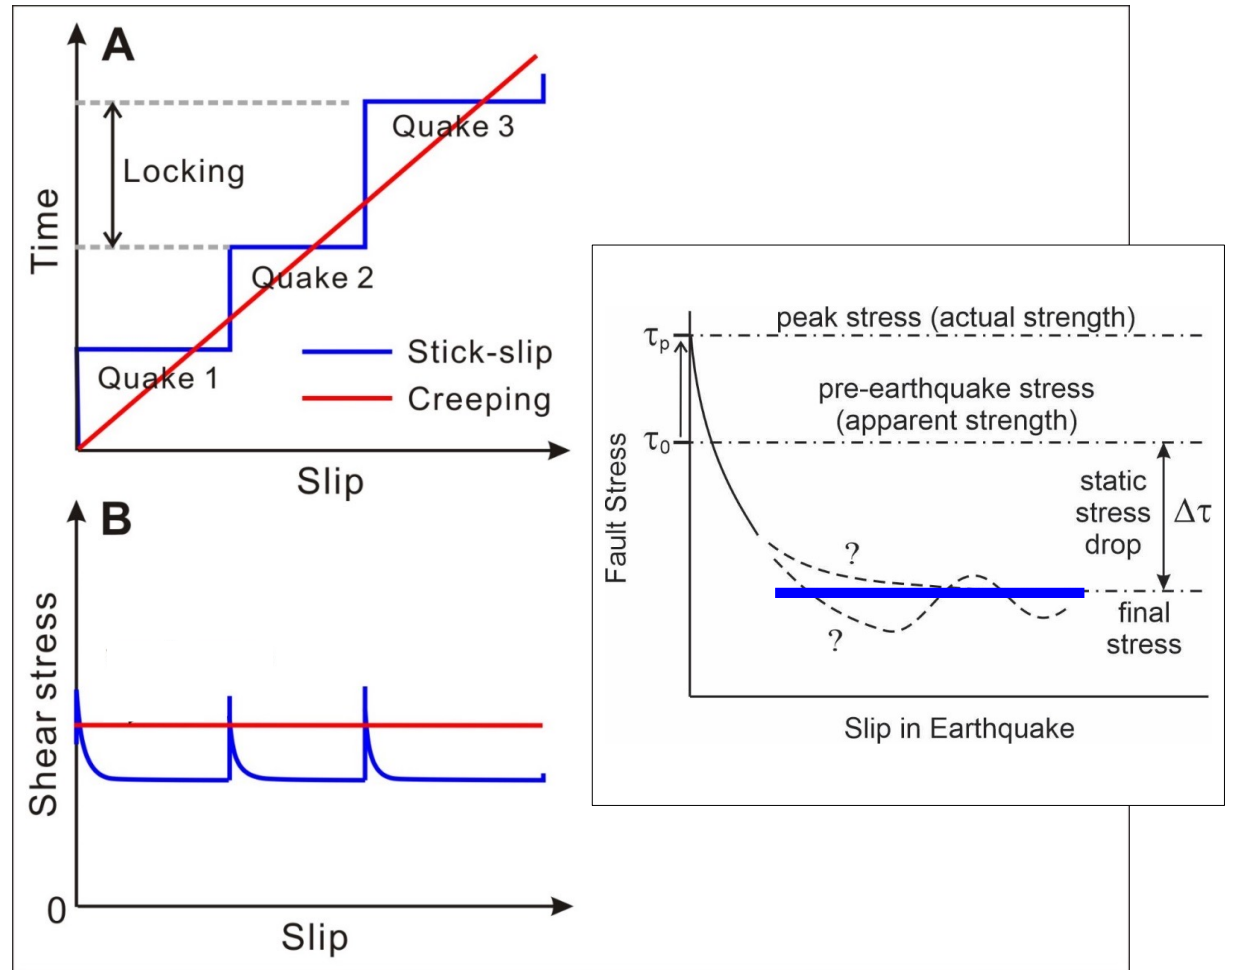 A
Time
Locking
Quake 1
Quake 2
Quake 3
Stick-slip
Creeping
Slip
B
Shear stress
0
Slip
τp
peak stress (actual strength)
pre-earthquake stress
(apparent strength)
τ0
static
stress
drop
Δτ
?
?
final
stress
Fault Stress
Slip in Earthquake